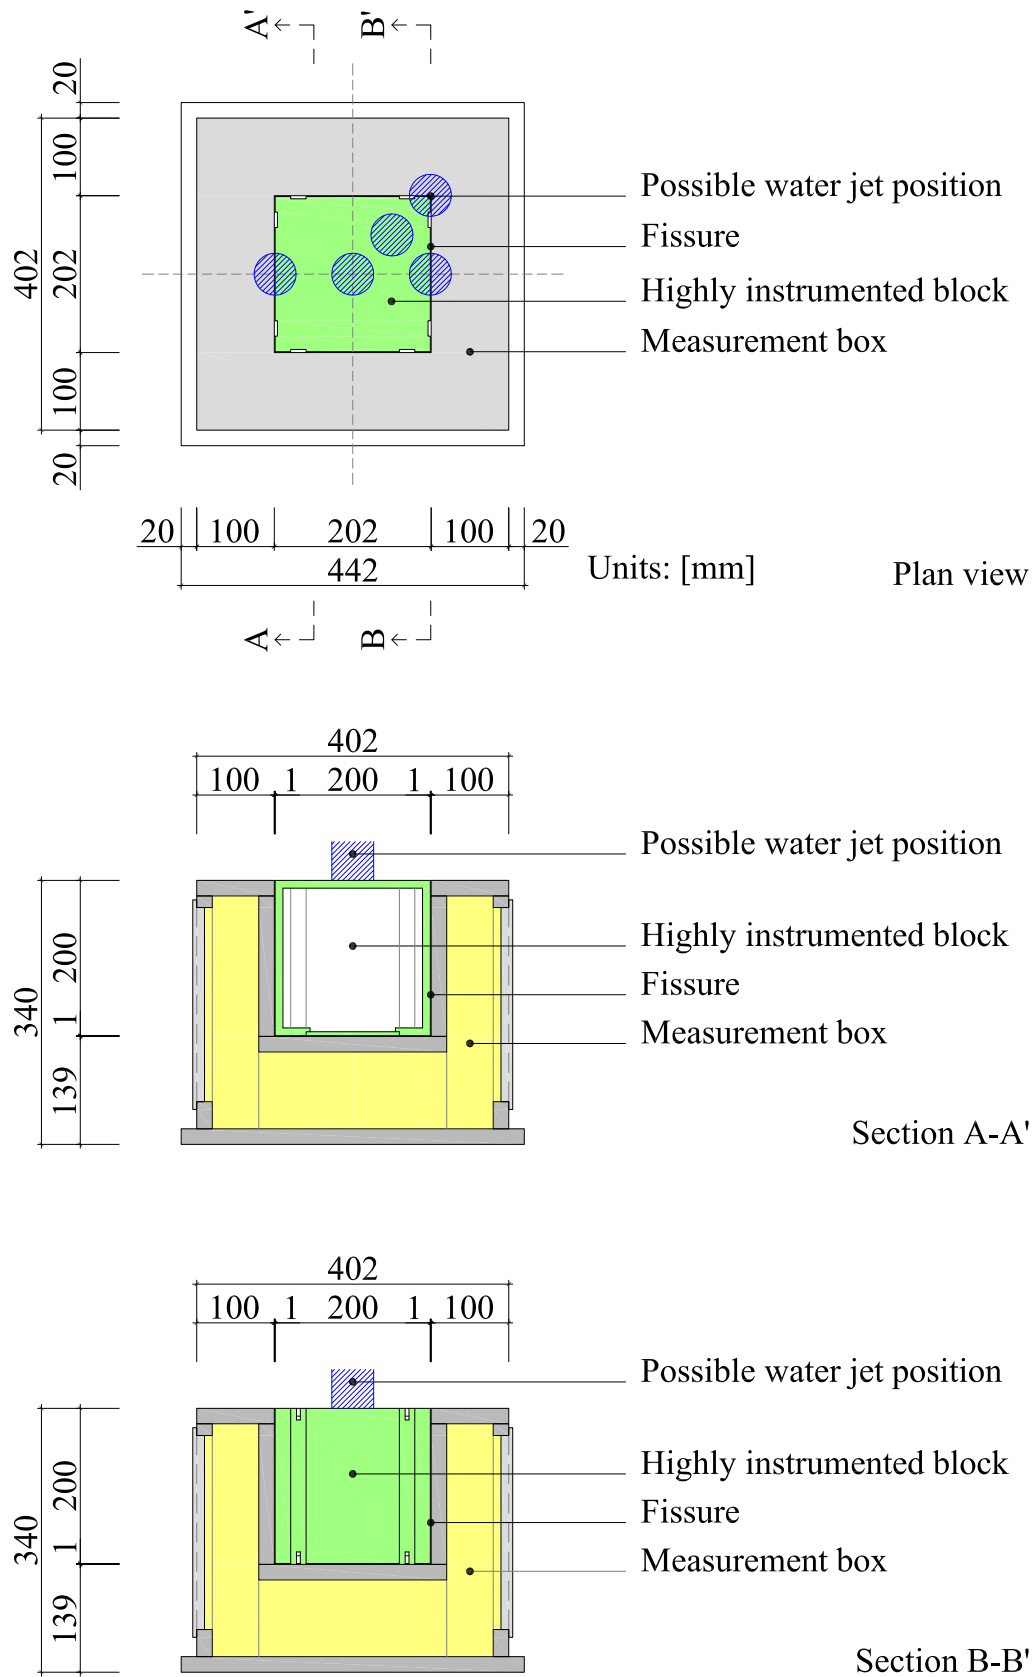 A' B'
20
100
202
402
100
20
Possible water jet position
Fissure
Highly instrumented block
Measurement box
20 100 202 100 20
442
Units: [mm]
Plan view
A B
402
100 1 200 1 100
Possible water jet position
Highly instrumented block
Fissure
Measurement box
200
340
1
139
Section A-A'
402
100 1 200 1 100
Possible water jet position
Highly instrumented block
Fissure
Measurement box
200
340
1
139
Section B-B'